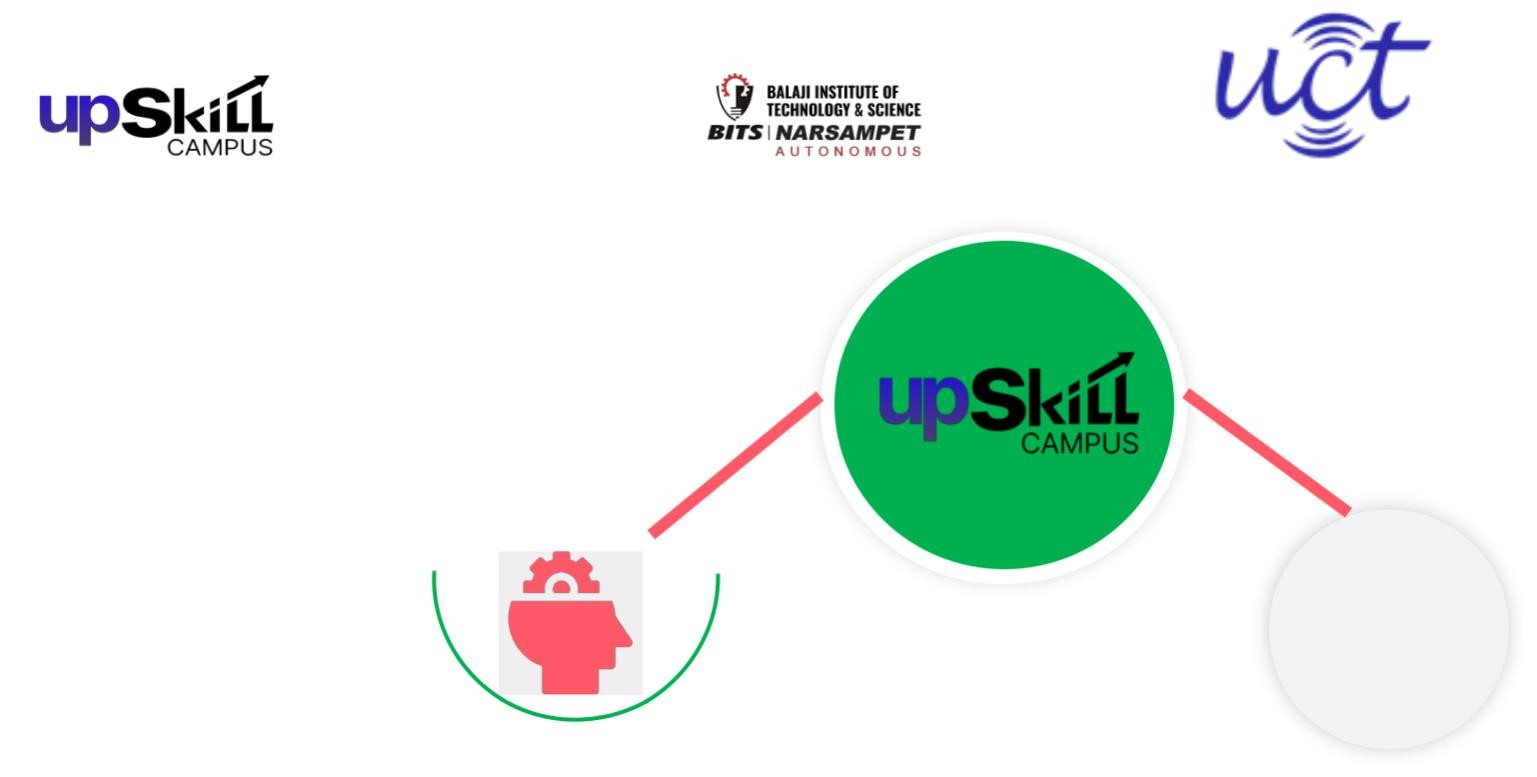 upSkill
CAMPUS
BALAJI INSTITUTE OF
TECHNOLOGY & SCIENCE
BITS | NARSAMPET
AUTONOMOUS
uct
upSkill
CAMPUS